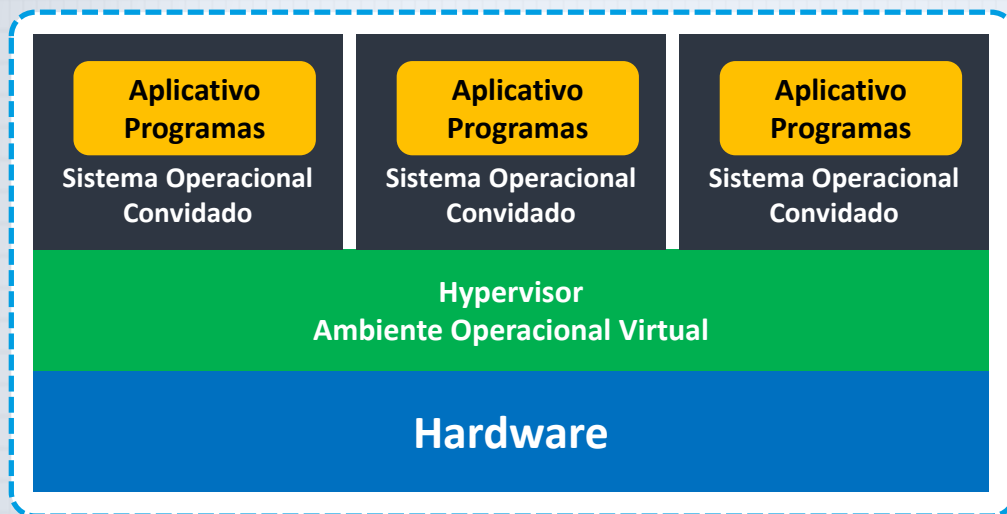 Aplicativo
Programas
Sistema Operacional
Convidado
Aplicativo
Programas
Sistema Operacional
Convidado
Aplicativo
Programas
Sistema Operacional
Convidado
Hypervisor
Ambiente Operacional Virtual
Hardware